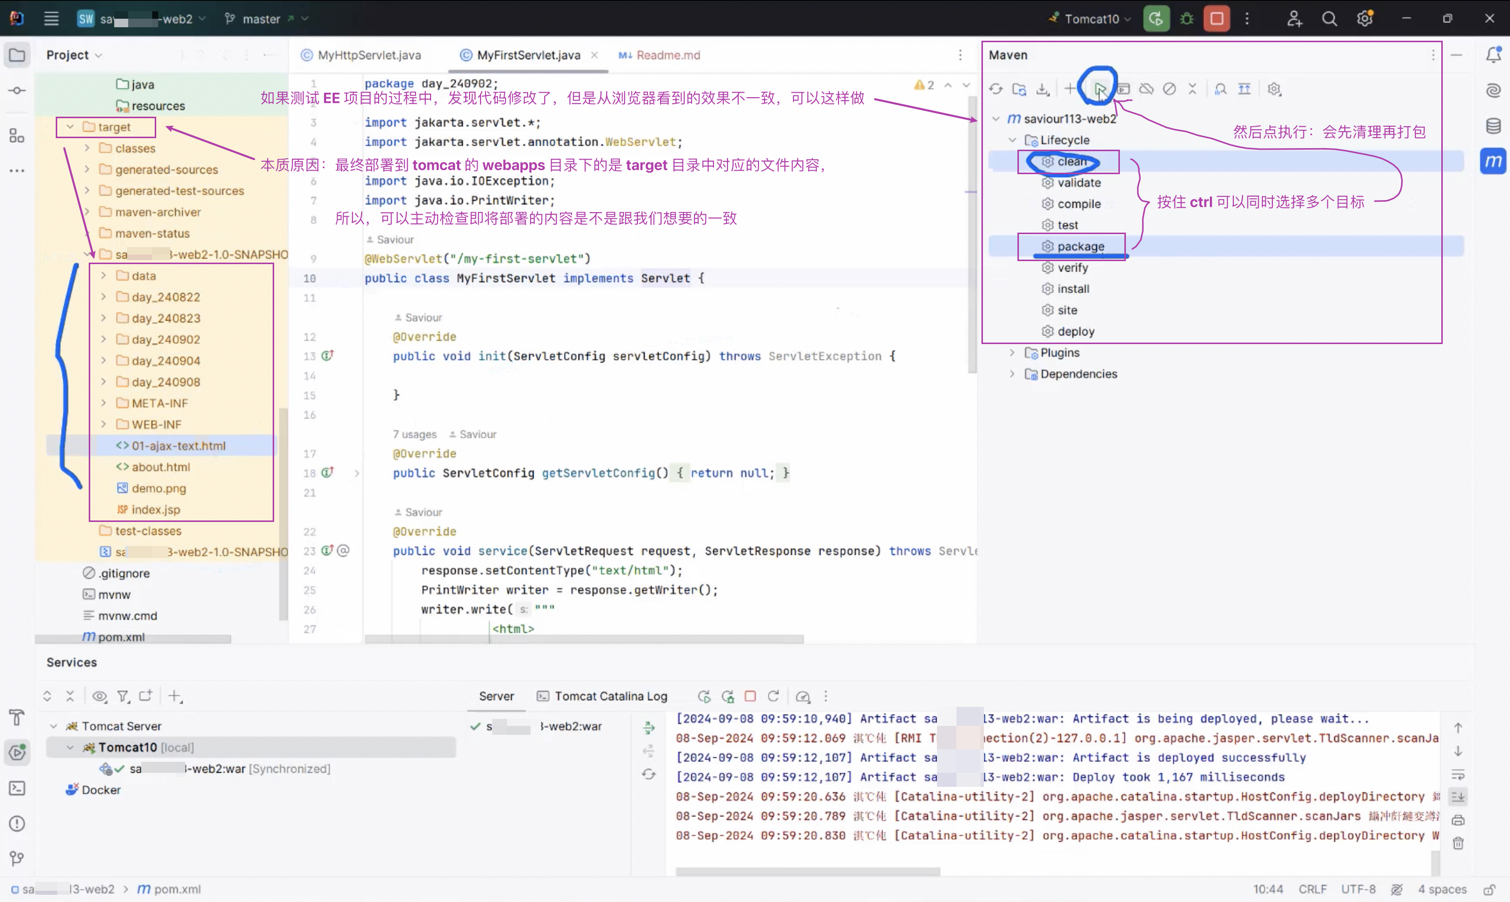 SW sa -web2 master Tomcat10
Project
MyHttpServlet.java MyFirstServlet.java Readme.md
Maven
java
resources
target
classes
generated-sources
generated-test-sources
maven-archiver
maven-status
sa 3-web2-1.0-SNAPSHO
data
day_240822
day_240823
day_240902
day_240904
day_240908
META-INF
WEB-INF
01-ajax-text.html
about.html
demo.png
JSP index.jsp
test-classes
sa 3-web2-1.0-SNAPSHO
.gitignore
mvnw
mvnw.cmd
pom.xml
1 package day_240902;
2
如果测试 EE 项目的过程中，发现代码修改了，但是从浏览器看到的效果不一致，可以这样做
3 import jakarta.servlet.*;
4 import jakarta.servlet.annotation.WebServlet;
本质原因：最终部署到 tomcat 的 webapps 目录下的是 target 目录中对应的文件内容，
6 import java.io.IOException;
7 import java.io.PrintWriter;
8
所以，可以主动检查即将部署的内容是不是跟我们想要的一致
Saviour
9 @WebServlet("/my-first-servlet")
10 public class MyFirstServlet implements Servlet {
11
Saviour
12 @Override
13 public void init(ServletConfig servletConfig) throws ServletException {
14
15 }
16
7 usages Saviour
17 @Override
18 public ServletConfig getServletConfig() { return null; }
21
Saviour
22 @Override
23 public void service(ServletRequest request, ServletResponse response) throws Servle
24 response.setContentType("text/html");
25 PrintWriter writer = response.getWriter();
26 writer.write( s: """
27 <html>
saviour113-web2
然后点执行：会先清理再打包
Lifecycle
clean
validate
compile
按住 ctrl 可以同时选择多个目标
test
package
verify
install
site
deploy
Plugins
Dependencies
Services
Server Tomcat Catalina Log
Tomcat Server
Tomcat10 [local]
sa 3-web2:war [Synchronized]
Docker
s 3-web2:war
[2024-09-08 09:59:10,940] Artifact sa 13-web2:war: Artifact is being deployed, please wait...
08-Sep-2024 09:59:12.069 [RMI T nection(2)-127.0.0.1] org.apache.jasper.servlet.TldScanner.scanJa
[2024-09-08 09:59:12,107] Artifact sa 13-web2:war: Artifact is deployed successfully
[2024-09-08 09:59:12,107] Artifact sa 13-web2:war: Deploy took 1,167 milliseconds
08-Sep-2024 09:59:20.636 [Catalina-utility-2] org.apache.catalina.startup.HostConfig.deployDirectory
08-Sep-2024 09:59:20.789 [Catalina-utility-2] org.apache.jasper.servlet.TldScanner.scanJars
08-Sep-2024 09:59:20.830 [Catalina-utility-2] org.apache.catalina.startup.HostConfig.deployDirectory W
sa 13-web2 > pom.xml
10:44 CRLF UTF-8 4 spaces